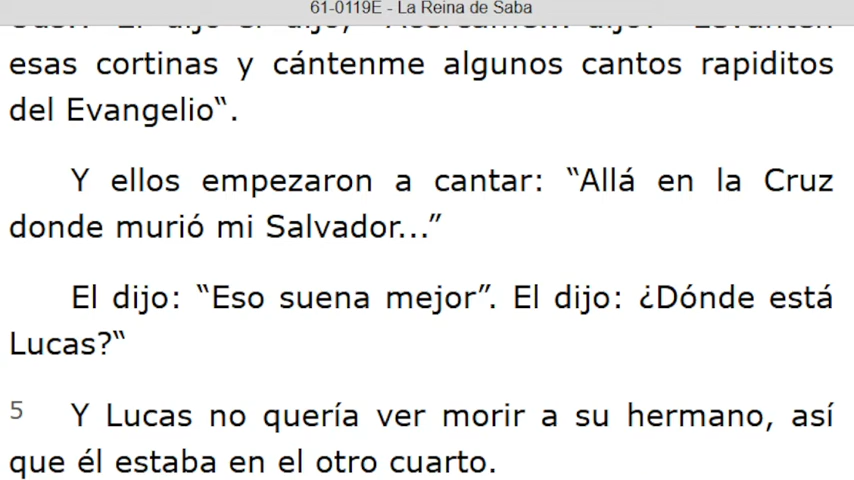 61-0119E - La Reina de Saba
esas cortinas y cántenme algunos cantos rapiditos
del Evangelio‟.
Y ellos empezaron a cantar: “Allá en la Cruz
donde murió mi Salvador...”
El dijo: “Eso suena mejor”. El dijo: ¿Dónde está
Lucas?‟
5 Y Lucas no quería ver morir a su hermano, así
que él estaba en el otro cuarto.